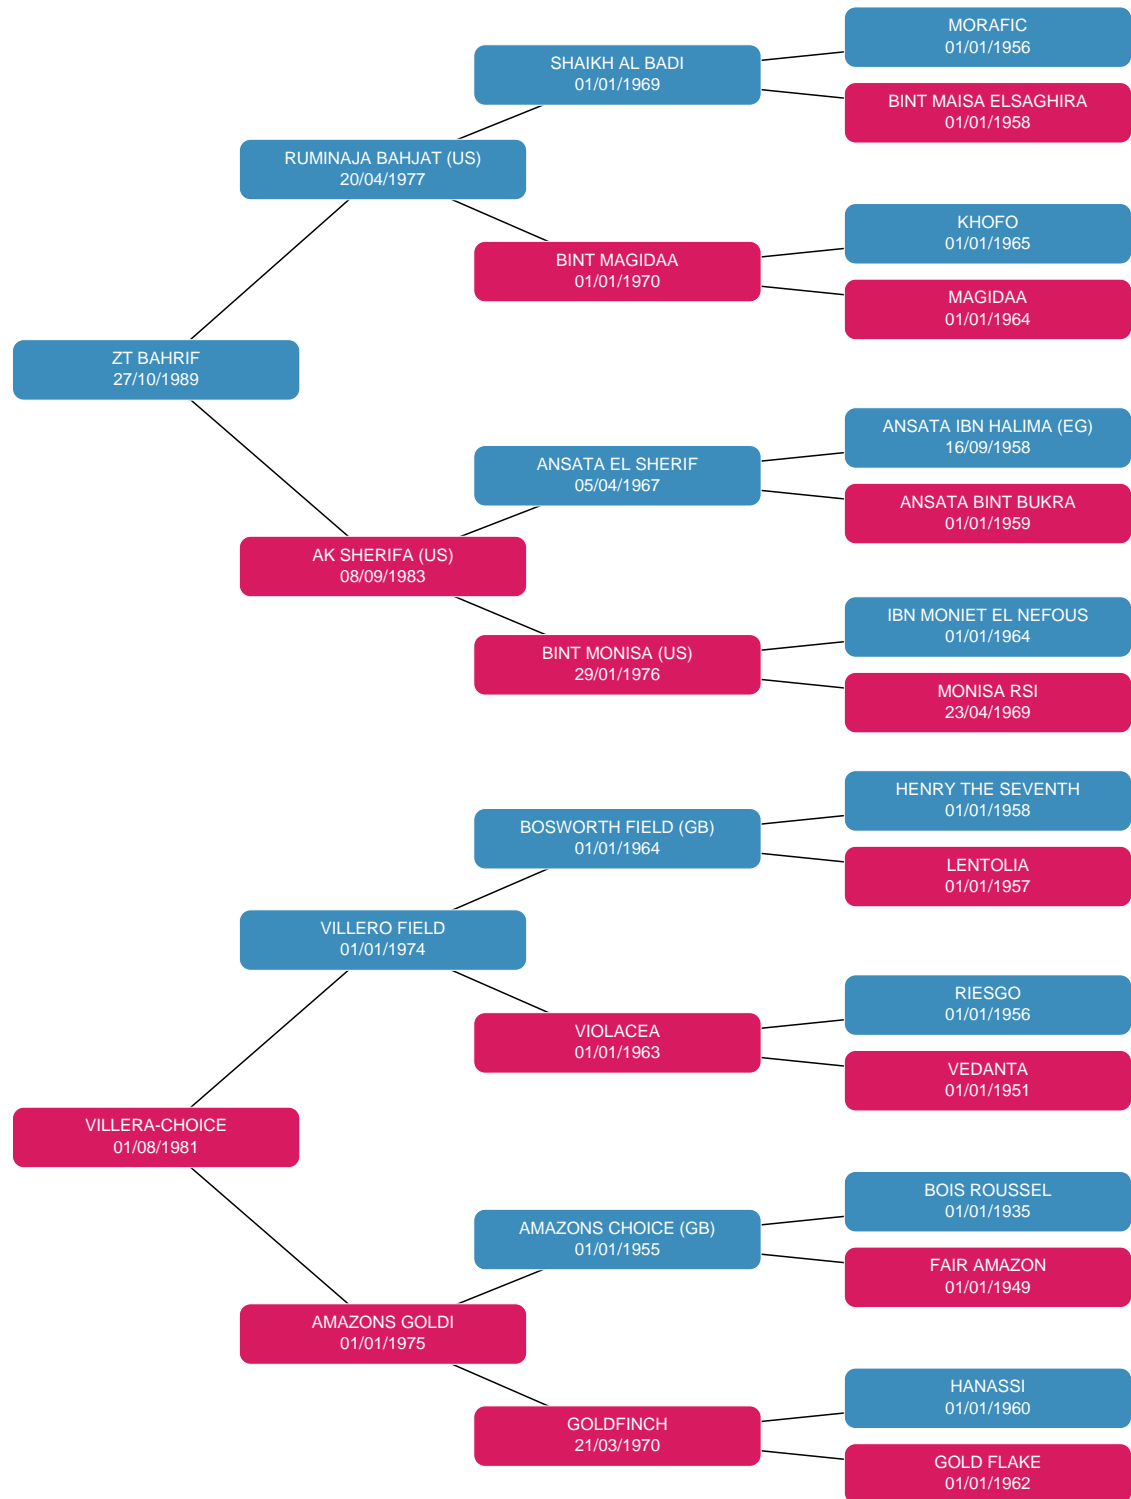 MORAFIC
01/01/1956
SHAIKH AL BADI
01/01/1969
BINT MAISA ELSAGHIRA
01/01/1958
RUMINAJA BAHJAT (US)
20/04/1977
KHOFO
01/01/1965
BINT MAGIDAA
01/01/1970
MAGIDAA
01/01/1964
ZT BAHRIF
27/10/1989
ANSATA IBN HALIMA (EG)
16/09/1958
ANSATA EL SHERIF
05/04/1967
ANSATA BINT BUKRA
01/01/1959
AK SHERIFA (US)
08/09/1983
IBN MONIET EL NEFOUS
01/01/1964
BINT MONISA (US)
29/01/1976
MONISA RSI
23/04/1969
HENRY THE SEVENTH
01/01/1958
BOSWORTH FIELD (GB)
01/01/1964
LENTOLIA
01/01/1957
VILLERO FIELD
01/01/1974
RIESGO
01/01/1956
VIOLACEA
01/01/1963
VEDANTA
01/01/1951
VILLERA-CHOICE
01/08/1981
BOIS ROUSSEL
01/01/1935
AMAZONS CHOICE (GB)
01/01/1955
FAIR AMAZON
01/01/1949
AMAZONS GOLDI
01/01/1975
HANASSI
01/01/1960
GOLDFINCH
21/03/1970
GOLD FLAKE
01/01/1962